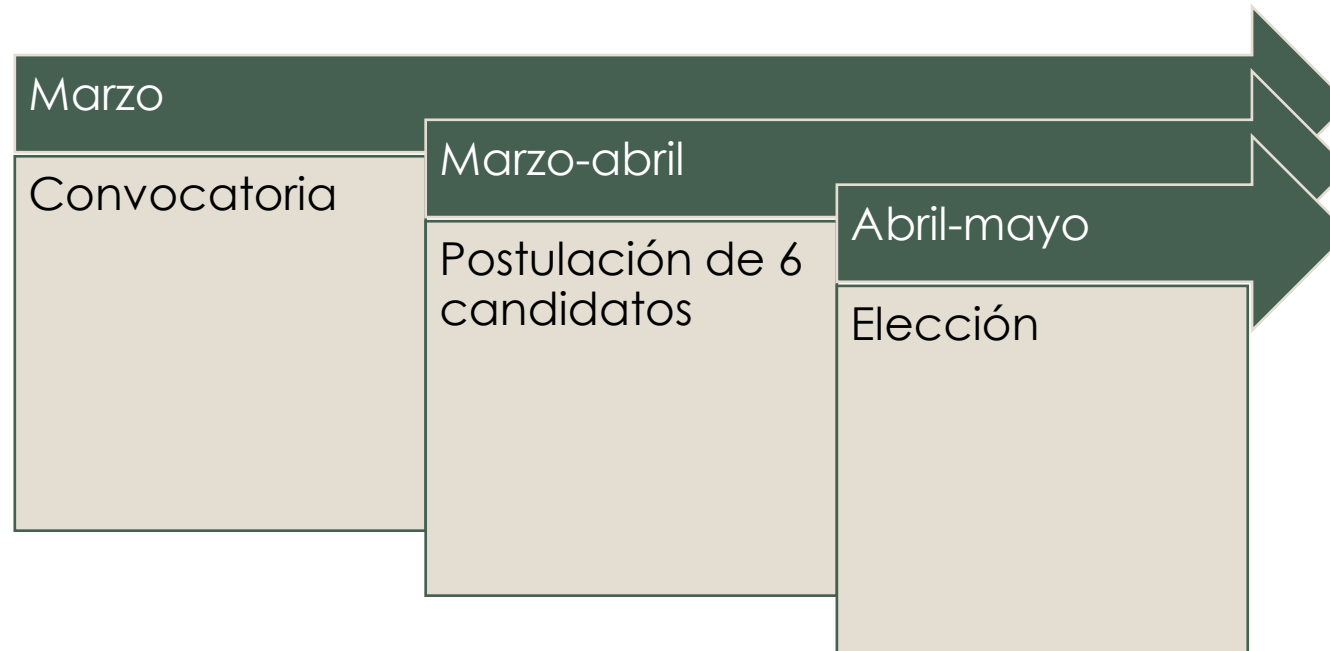 Marzo
Convocatoria
Marzo-abril
Postulación de 6
candidatos
Abril-mayo
Elección